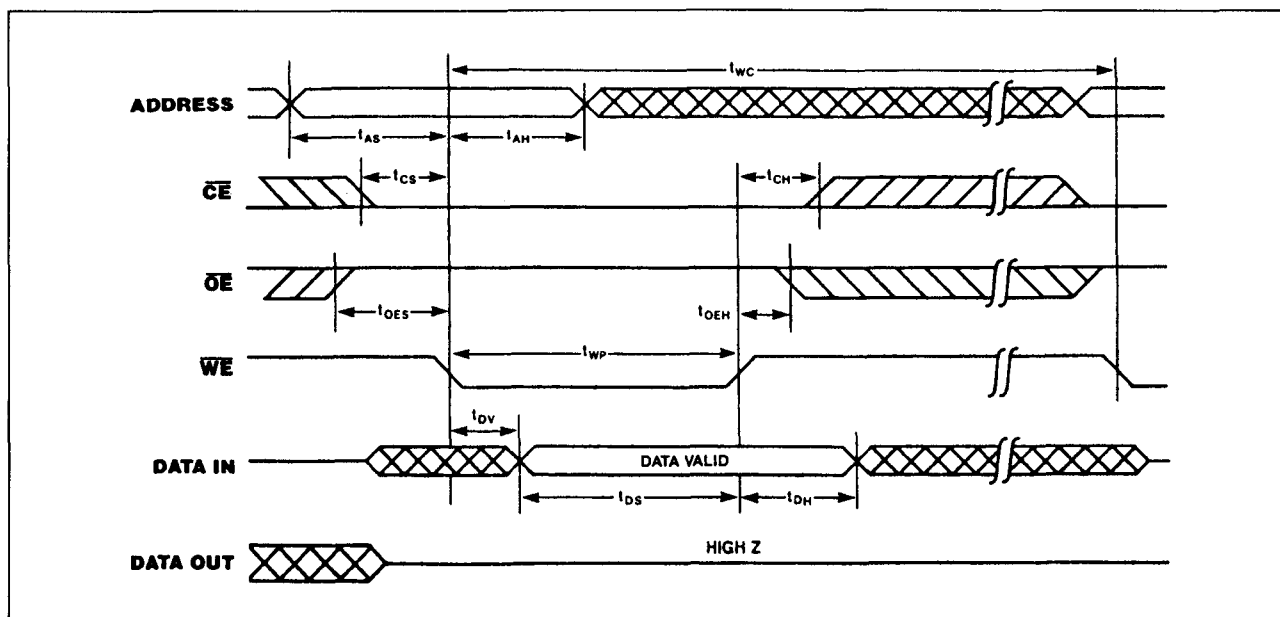 tWC
ADDRESS
tAS
tAH
CE
tCS
tCH
OE
tOES
tOEH
WE
tWP
tDV
DATA IN
DATA VALID
tDS
tDH
DATA OUT
HIGH Z